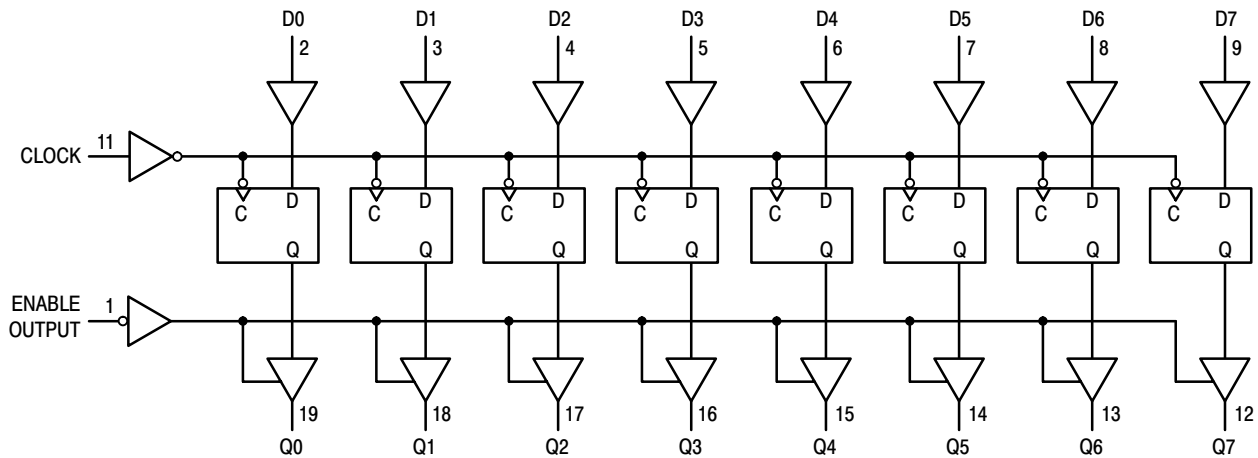 D0 D1 D2 D3 D4 D5 D6 D7
2 3 4 5 6 7 8 9
CLOCK 11
C D C D C D C D C D C D C D C D
Q Q Q Q Q Q Q Q
ENABLE
OUTPUT 1
19 18 17 16 15 14 13 12
Q0 Q1 Q2 Q3 Q4 Q5 Q6 Q7